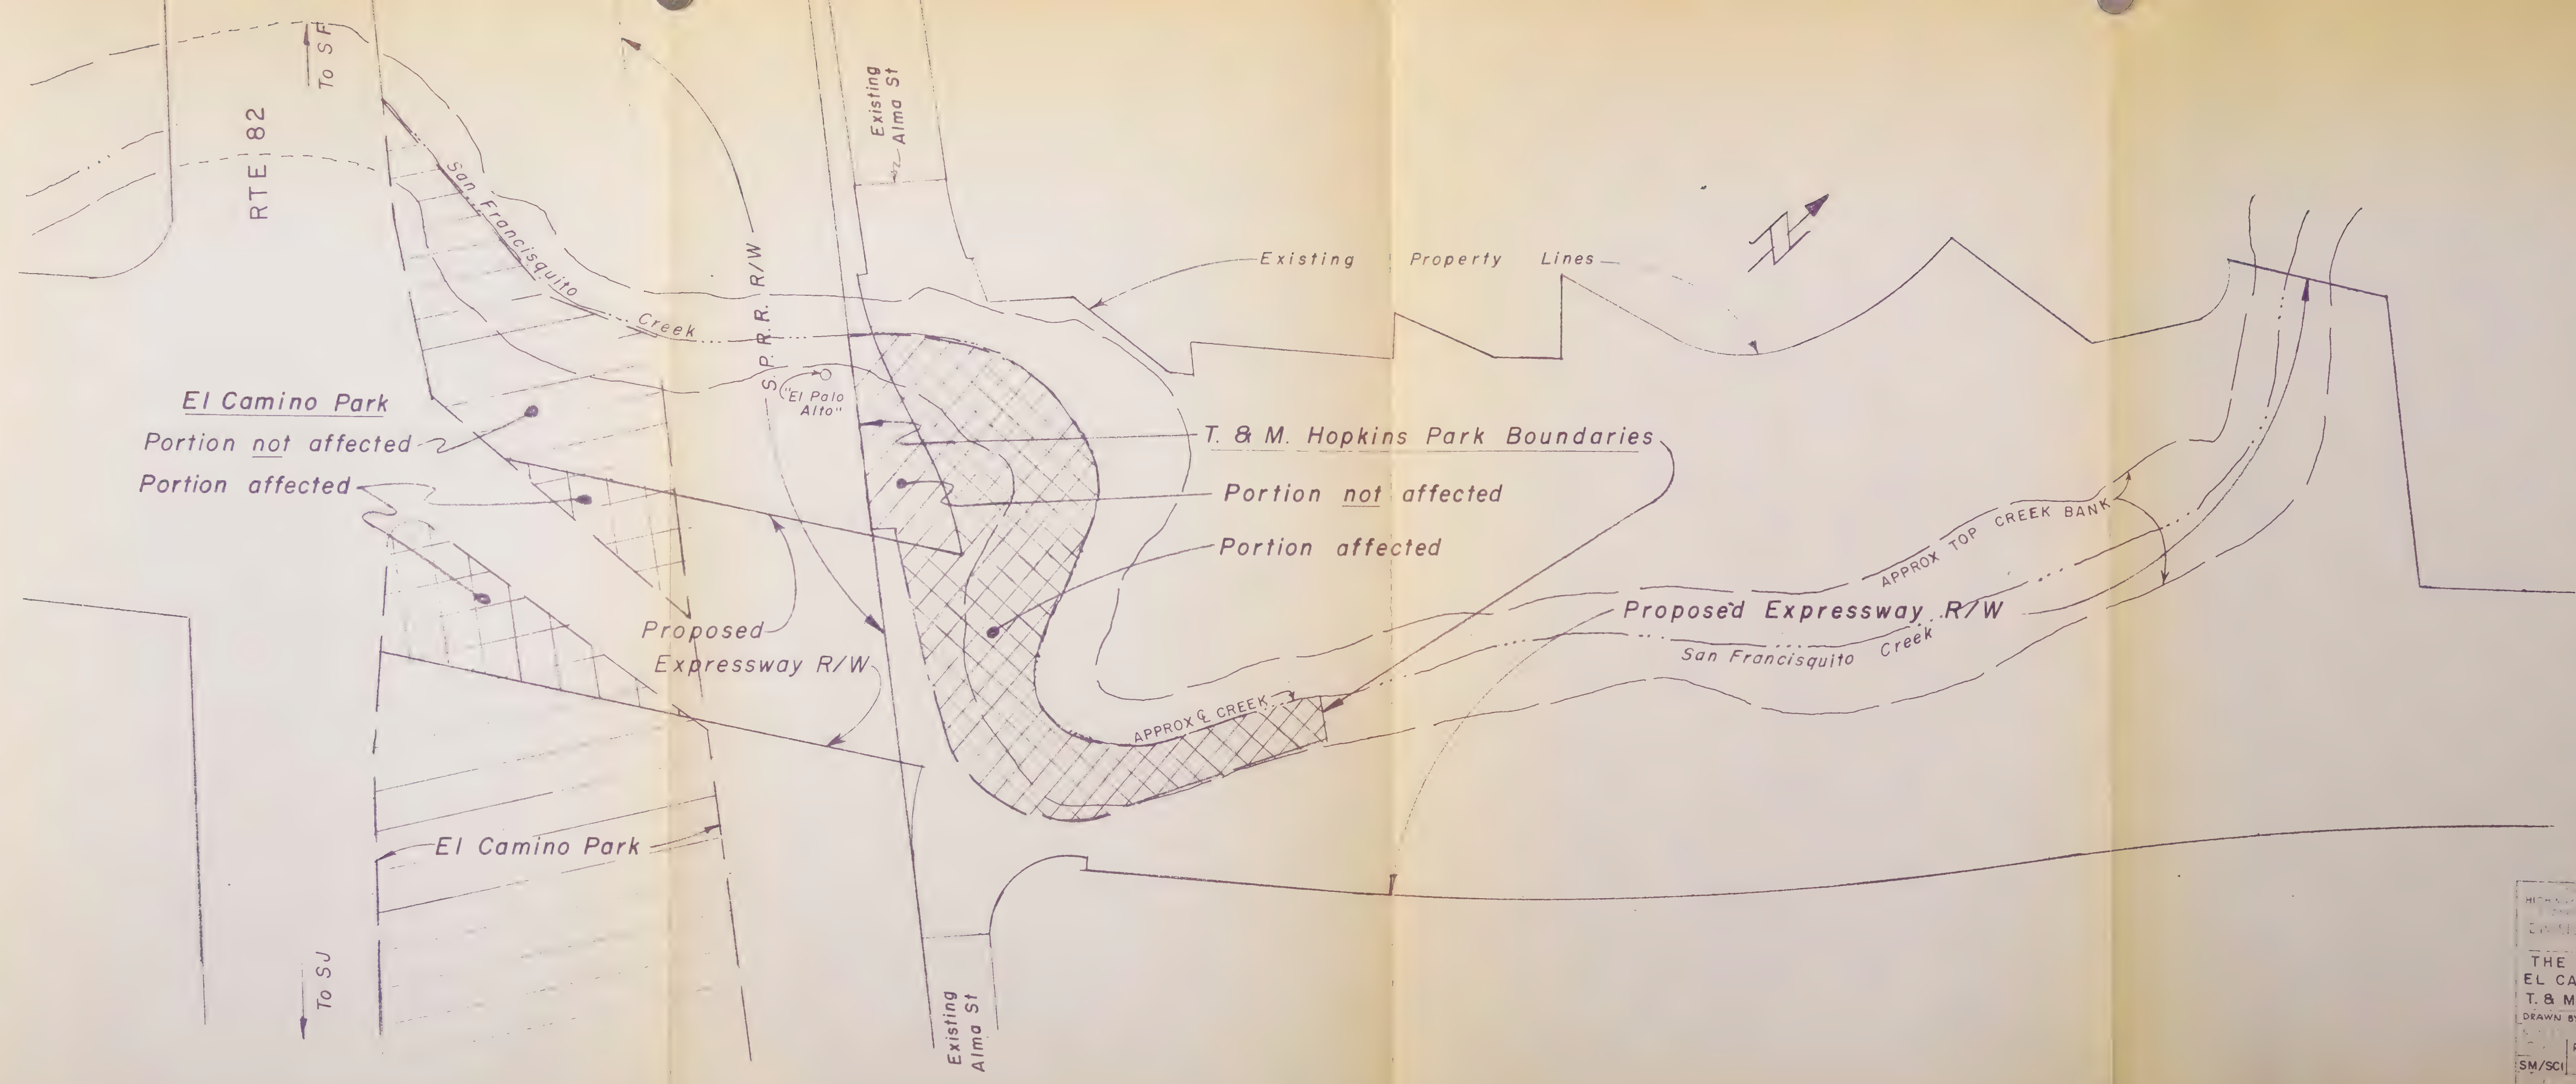 To SF
RTE 82
San Francisquito
Creek
S. P. R. R. R/W
Existing
Alma St
Existing Property Lines
N
"El Palo
Alto"
El Camino Park
Portion not affected
Portion affected
T. & M. Hopkins Park Boundaries
Portion not affected
Portion affected
APPROX TOP CREEK BANK
Proposed
Expressway R/W
Proposed Expressway R/W
San Francisquito Creek
APPROX ℄ CREEK
El Camino Park
To SJ
Existing
Alma St
THE
EL CA
T. & M
DRAWN BY
SM/SCI